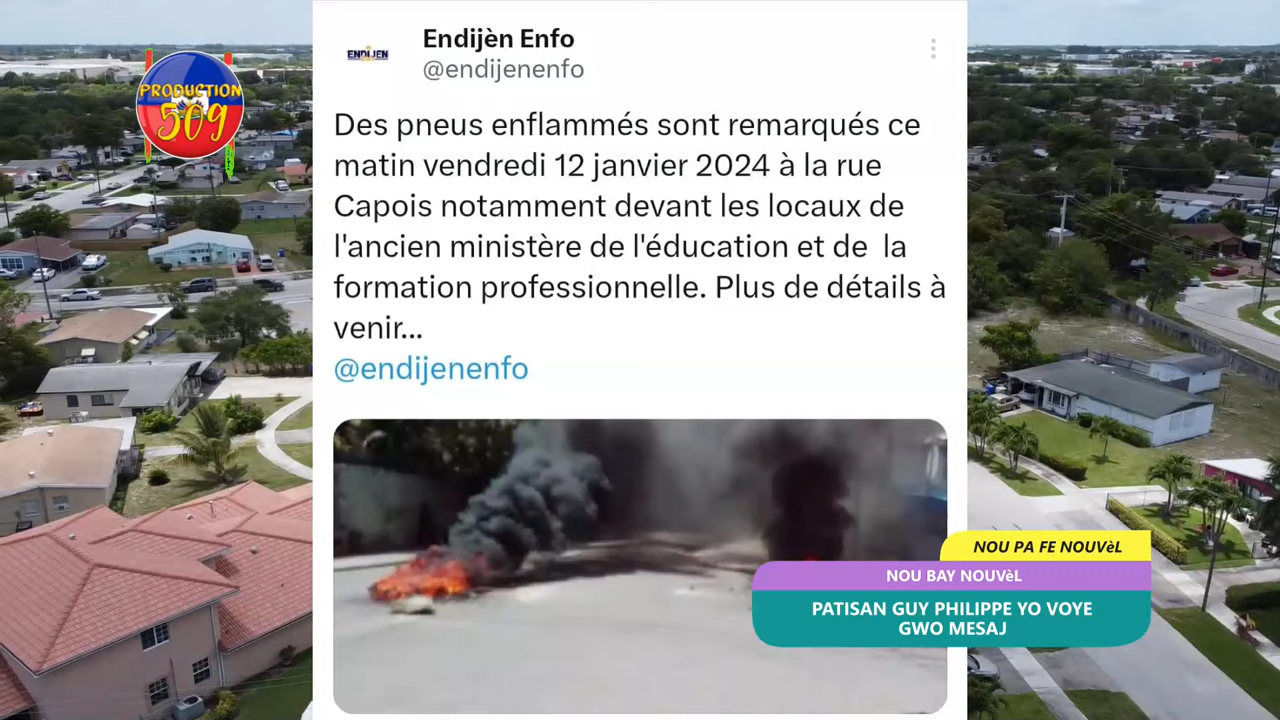 PRODUCTION
509
ENDIJEN
Endijèn Enfo
@endijenenfo
Des pneus enflammés sont remarqués ce
matin vendredi 12 janvier 2024 à la rue
Capois notamment devant les locaux de
l'ancien ministère de l'éducation et de la
formation professionnelle. Plus de détails à
venir...
@endijenenfo
NOU PA FE NOUVèL
NOU BAY NOUVèL
PATISAN GUY PHILIPPE YO VOYE
GWO MESAJ